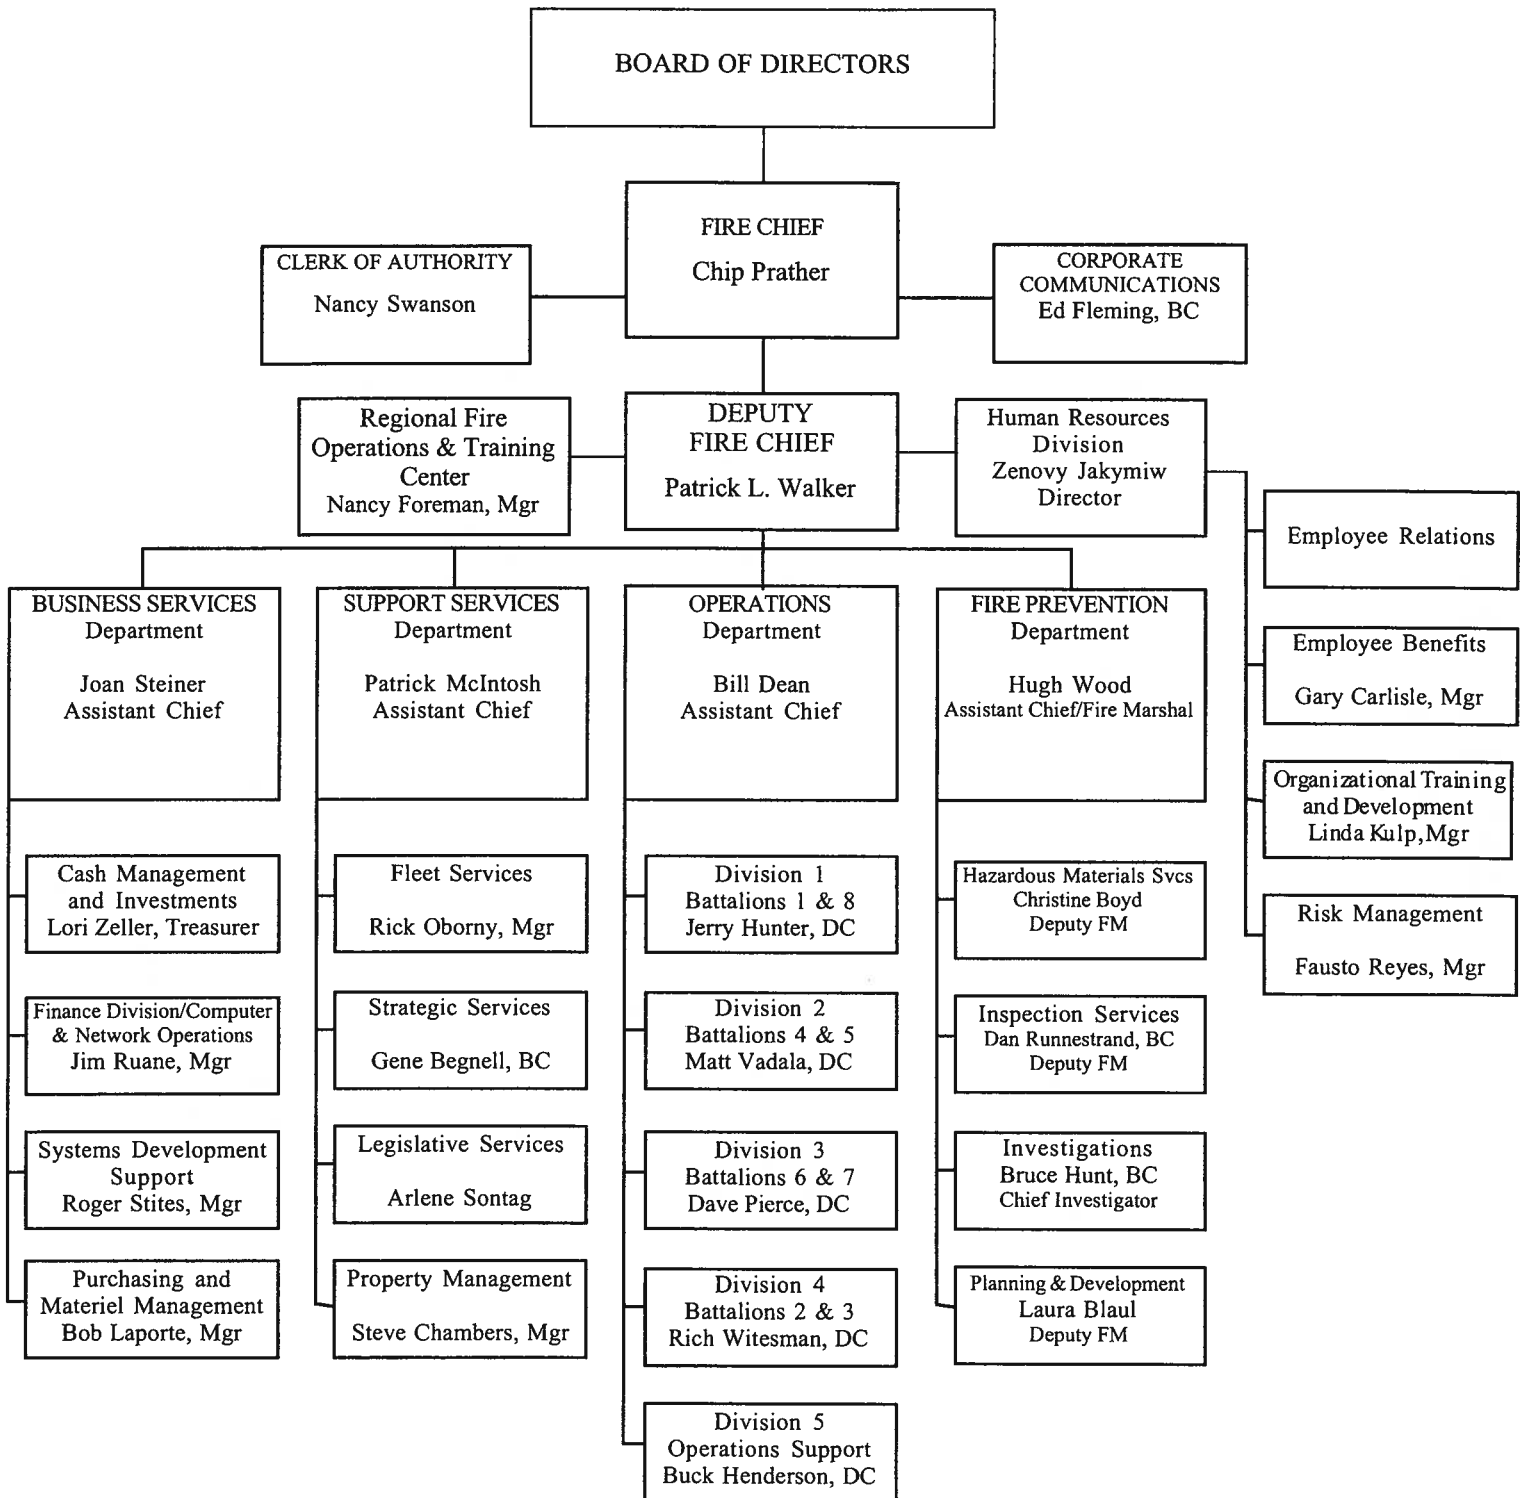 BOARD OF DIRECTORS
FIRE CHIEF
Chip Prather
CLERK OF AUTHORITY
Nancy Swanson
CORPORATE
COMMUNICATIONS
Ed Fleming, BC
Regional Fire
Operations & Training
Center
Nancy Foreman, Mgr
DEPUTY
FIRE CHIEF
Patrick L. Walker
Human Resources
Division
Zenovy Jakymiw
Director
Employee Relations
Employee Benefits
Gary Carlisle, Mgr
Organizational Training
and Development
Linda Kulp,Mgr
Risk Management
Fausto Reyes, Mgr
BUSINESS SERVICES
Department
Joan Steiner
Assistant Chief
Cash Management
and Investments
Lori Zeller, Treasurer
Finance Division/Computer
& Network Operations
Jim Ruane, Mgr
Systems Development
Support
Roger Stites, Mgr
Purchasing and
Materiel Management
Bob Laporte, Mgr
SUPPORT SERVICES
Department
Patrick McIntosh
Assistant Chief
Fleet Services
Rick Oborny, Mgr
Strategic Services
Gene Begnell, BC
Legislative Services
Arlene Sontag
Property Management
Steve Chambers, Mgr
OPERATIONS
Department
Bill Dean
Assistant Chief
Division 1
Battalions 1 & 8
Jerry Hunter, DC
Division 2
Battalions 4 & 5
Matt Vadala, DC
Division 3
Battalions 6 & 7
Dave Pierce, DC
Division 4
Battalions 2 & 3
Rich Witesman, DC
Division 5
Operations Support
Buck Henderson, DC
FIRE PREVENTION
Department
Hugh Wood
Assistant Chief/Fire Marshal
Hazardous Materials Svcs
Christine Boyd
Deputy FM
Inspection Services
Dan Runnestrand, BC
Deputy FM
Investigations
Bruce Hunt, BC
Chief Investigator
Planning & Development
Laura Blaul
Deputy FM